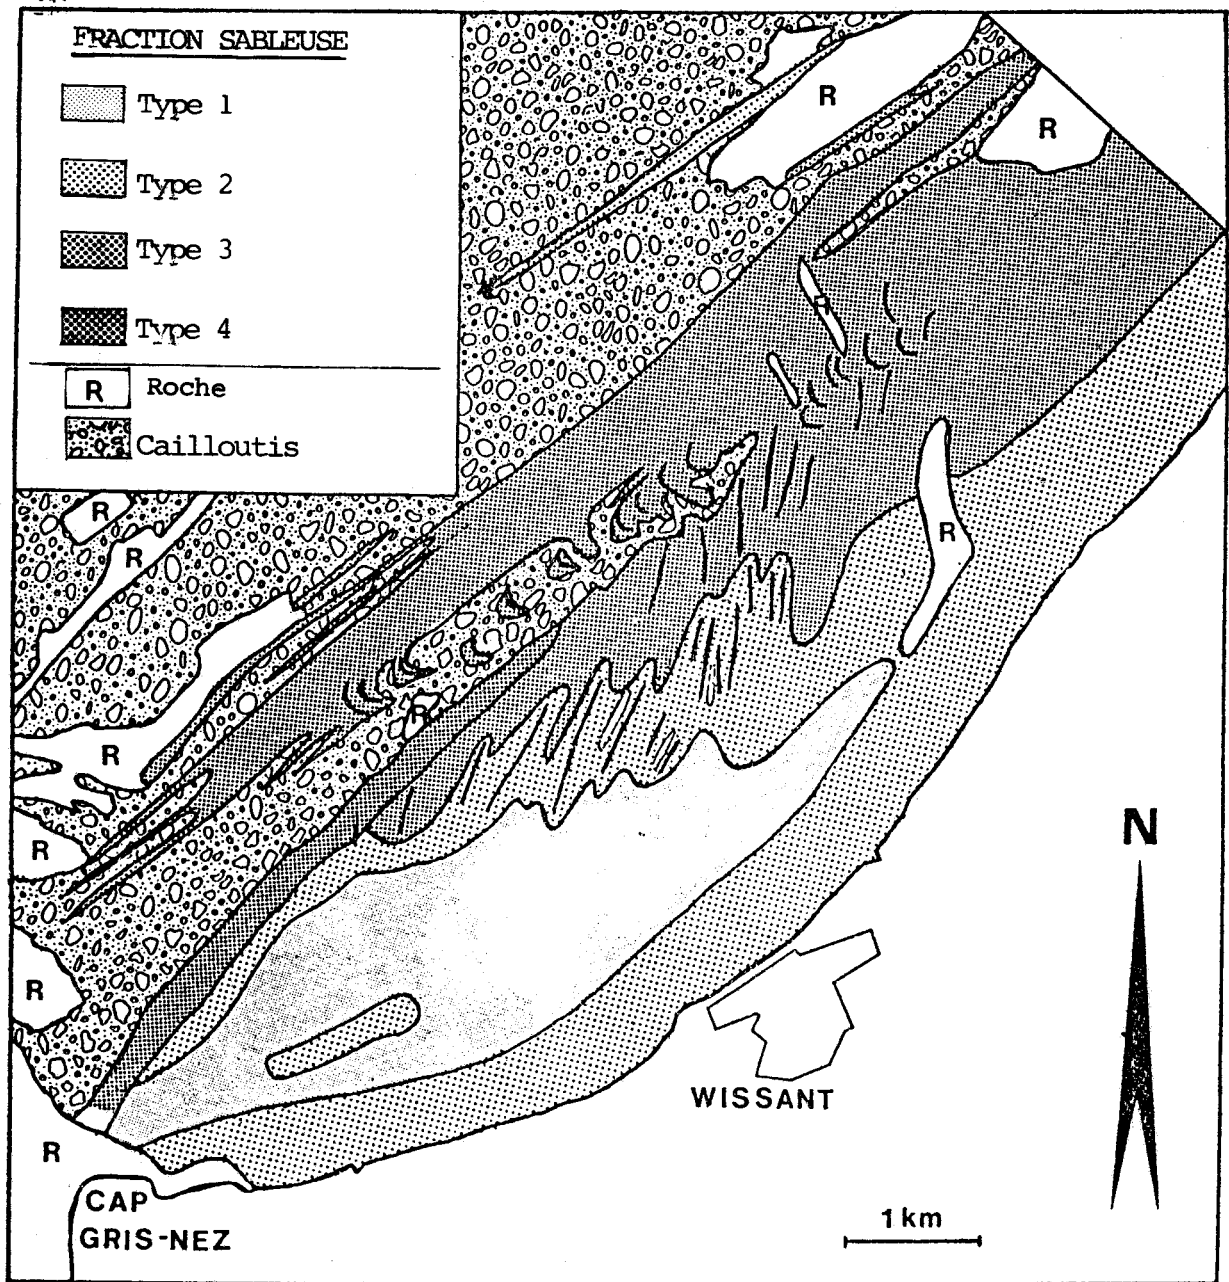 FRACTION SABLEUSE
Type 1
Type 2
Type 3
Type 4
R Roche
Cailloutis
R
R
R
R
R
R
R
R
R
R
N
WISSANT
CAP
GRIS-NEZ
1 km